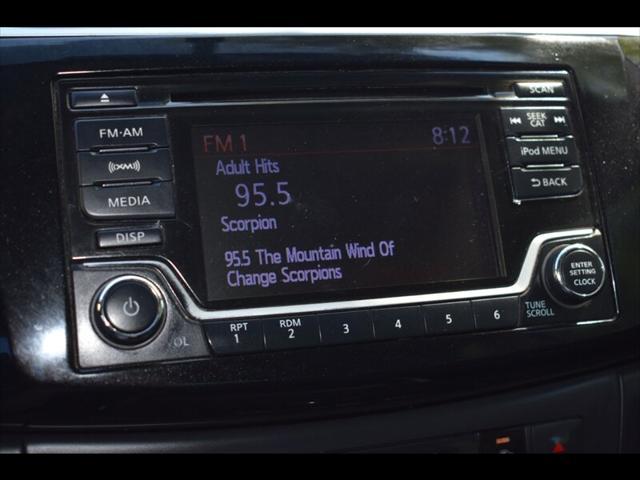 SCAN
FM·AM
SEEK
CAT
((XM))
iPod MENU
MEDIA
BACK
DISP
FM 1 8:12
Adult Hits
95.5
Scorpion
95.5 The Mountain Wind Of
Change Scorpions
ENTER
SETTING
CLOCK
TUNE
SCROLL
OL
RPT
1
RDM
2
3
4
5
6